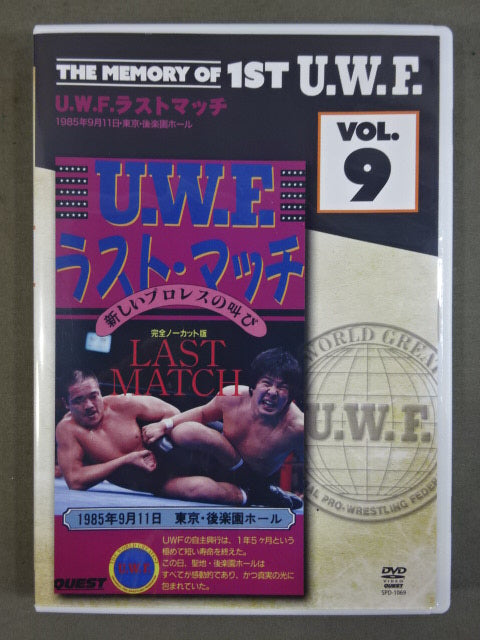 THE MEMORY OF 1ST U.W.F.
U.W.F.ラストマッチ
1985年9月11日・東京・後楽園ホール
VOL.
9
U.W.F.
ラスト・マッチ
新しいプロレスの叫び
完全ノーカット版
LAST
MATCH
WORLD GREA
U.W.F.
AL PRO-WRESTLING FEDE
1985年9月11日 東京・後楽園ホール
UWFの自主興行は、1年5ヶ月という
極めて短い寿命を終えた。
この日、聖地・後楽園ホールは
すべてが感動的であり、かつ真実の光に
包まれていた。
U.W.F.
QUEST
DVD
VIDEO
QUEST
SPD-1069